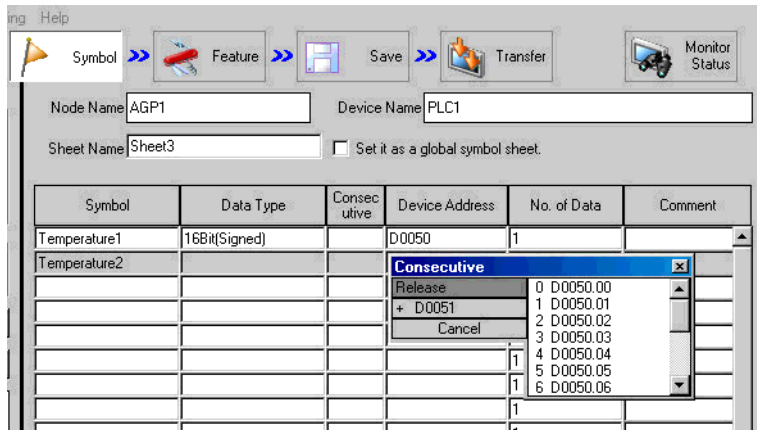 ing Help
Symbol >> Feature >> Save >> Transfer Monitor Status
Node Name AGP1 Device Name PLC1
Sheet Name Sheet3 Set it as a global symbol sheet.
Symbol Data Type Consecutive Device Address No. of Data Comment
Temperature1 16Bit(Signed) D0050 1
Temperature2
Consecutive
Release
+ D0051
Cancel
0 D0050.00
1 D0050.01
2 D0050.02
3 D0050.03
4 D0050.04
5 D0050.05
6 D0050.06
1
1
1